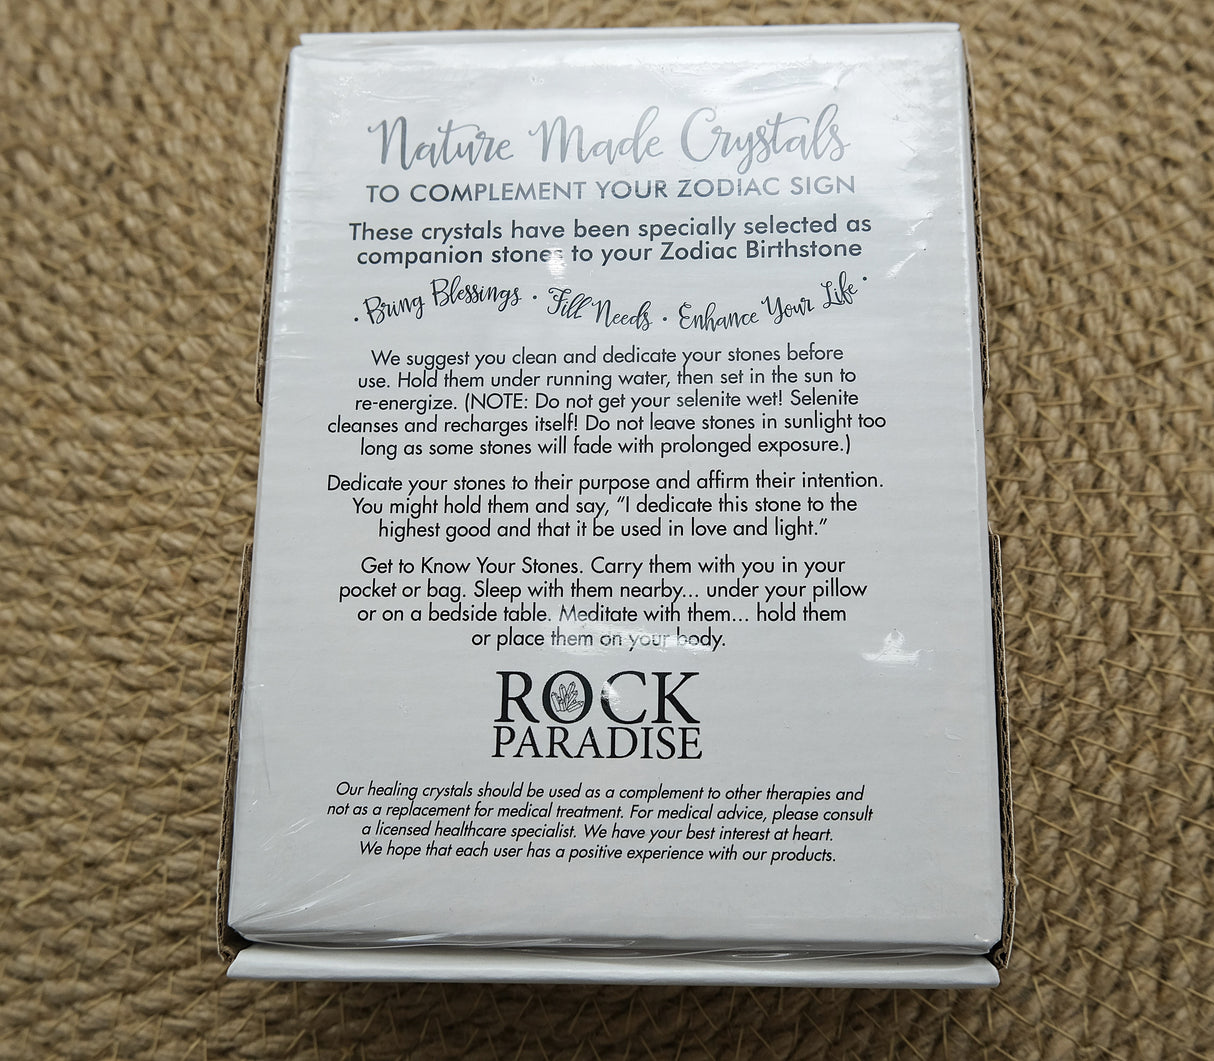 Nature Made Crystals
TO COMPLEMENT YOUR ZODIAC SIGN
These crystals have been specially selected as
companion stones to your Zodiac Birthstone
• Bring Blessings • Fill Needs • Enhance Your Life •
We suggest you clean and dedicate your stones before
use. Hold them under running water, then set in the sun to
re-energize. (NOTE: Do not get your selenite wet! Selenite
cleanses and recharges itself! Do not leave stones in sunlight too
long as some stones will fade with prolonged exposure.)
Dedicate your stones to their purpose and affirm their intention.
You might hold them and say, “I dedicate this stone to the
highest good and that it be used in love and light.”
Get to Know Your Stones. Carry them with you in your
pocket or bag. Sleep with them nearby... under your pillow
or on a bedside table. Meditate with them... hold them
or place them on your body.
ROCK
PARADISE
Our healing crystals should be used as a complement to other therapies and
not as a replacement for medical treatment. For medical advice, please consult
a licensed healthcare specialist. We have your best interest at heart.
We hope that each user has a positive experience with our products.